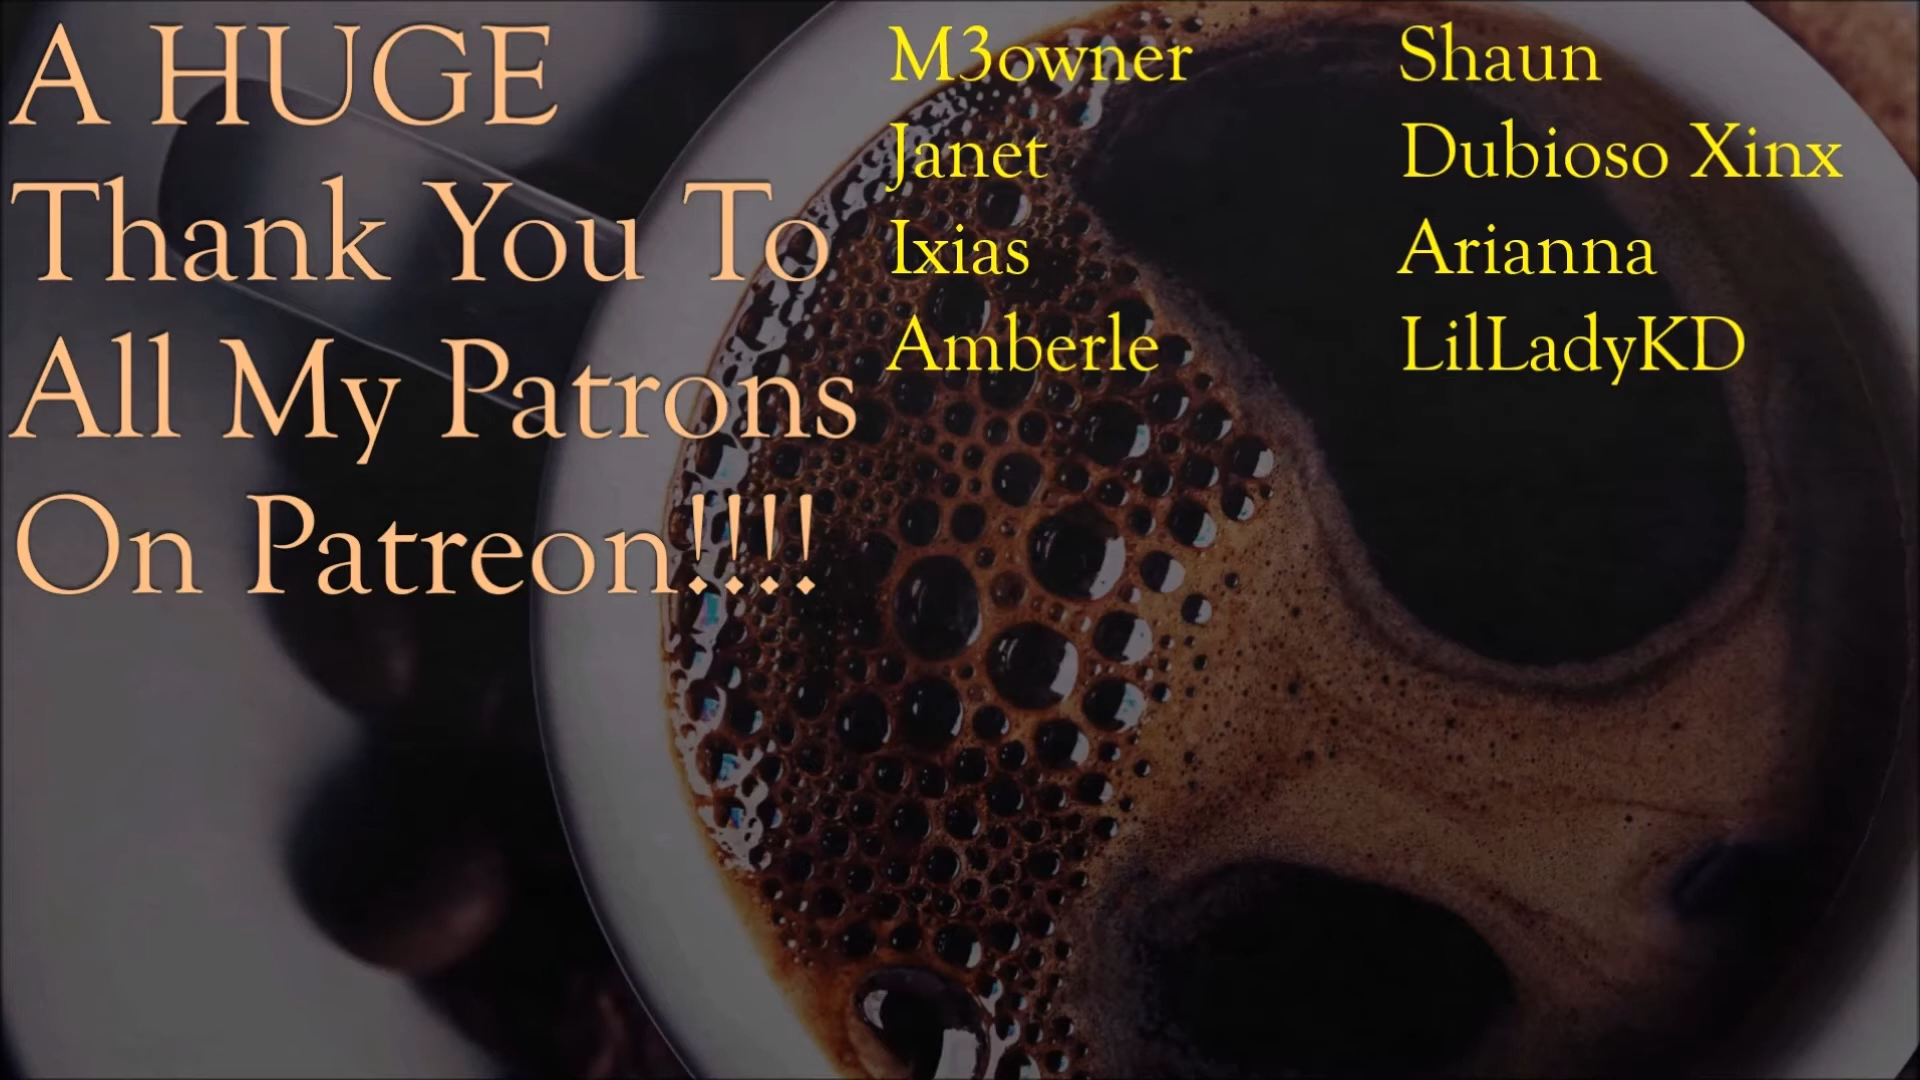 A HUGE
Thank You To
All My Patrons
On Patreon!!!!
M3owner
Janet
Ixias
Amberle
Shaun
Dubioso Xinx
Arianna
LilLadyKD